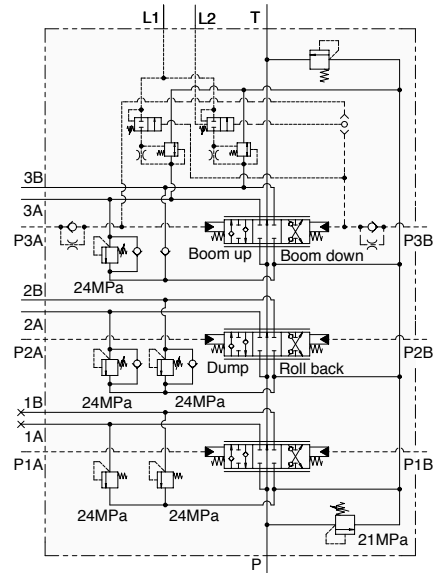 L1 L2 T
3B
3A
P3A P3B
Boom up Boom down
24MPa
2B
2A
P2A P2B
Dump Roll back
1B 24MPa 24MPa
1A
P1A P1B
24MPa 24MPa
21MPa
P